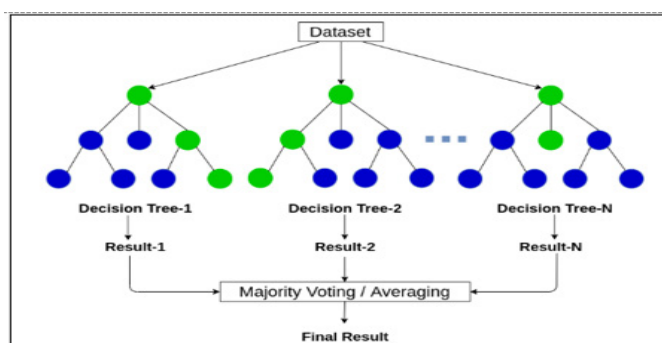 Dataset
Decision Tree-1 Decision Tree-2 Decision Tree-N
Result-1 Result-2 Result-N
Majority Voting / Averaging
Final Result